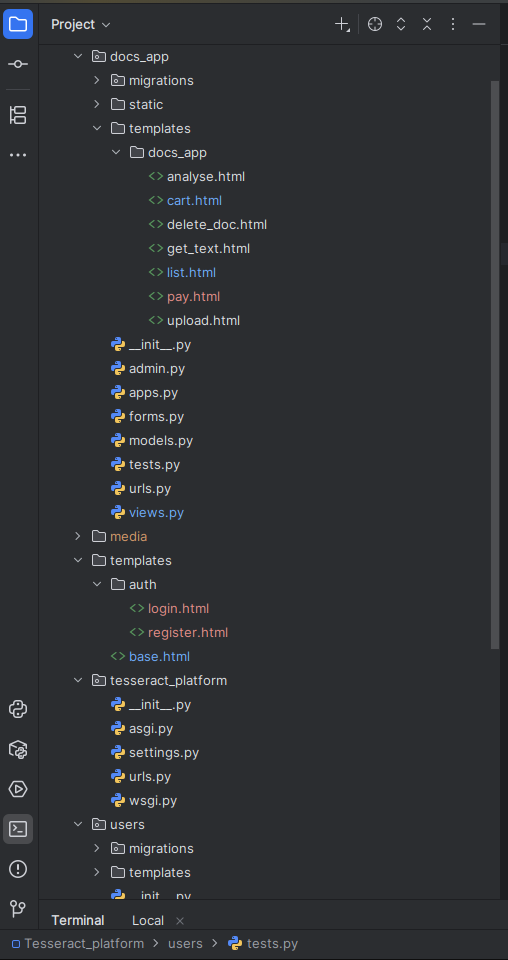 Project
docs_app
migrations
static
templates
docs_app
analyse.html
cart.html
delete_doc.html
get_text.html
list.html
pay.html
upload.html
__init__.py
admin.py
apps.py
forms.py
models.py
tests.py
urls.py
views.py
media
templates
auth
login.html
register.html
base.html
tesseract_platform
__init__.py
asgi.py
settings.py
urls.py
wsgi.py
users
migrations
templates
__init__.py
Terminal Local
Tesseract_platform > users > tests.py